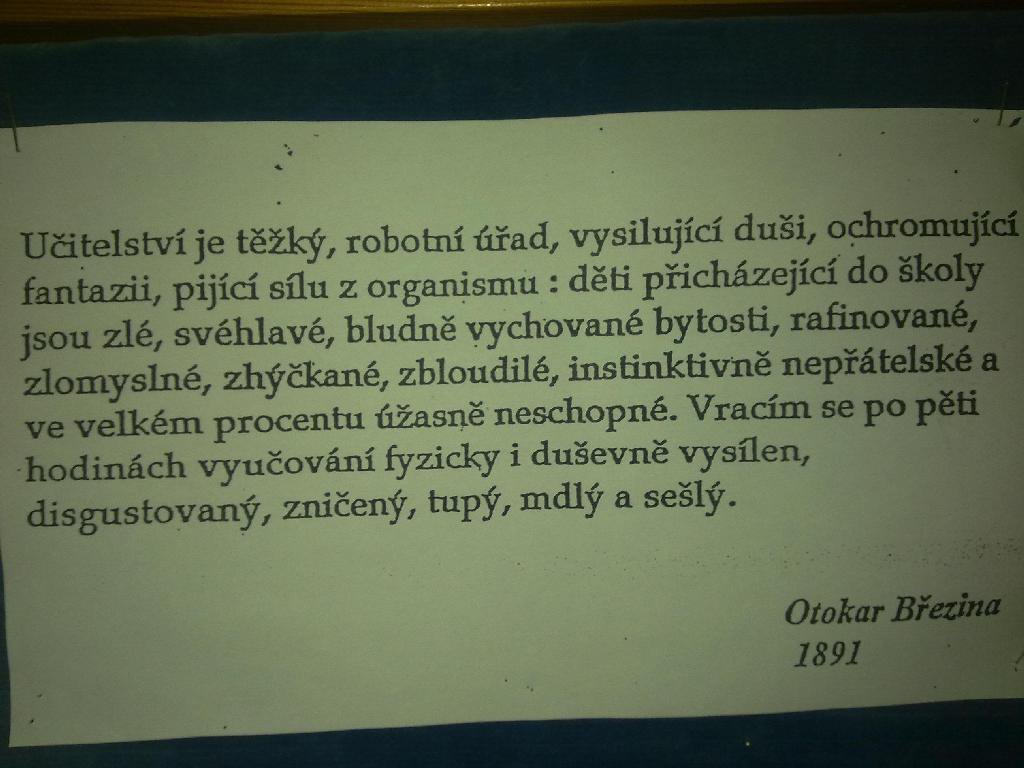 Učitelství je těžký, robotní úřad, vysilující duši, ochromující
fantazii, pijící sílu z organismu : děti přicházející do školy
jsou zlé, svéhlavé, bludně vychované bytosti, rafinované,
zlomyslné, zhýčkané, zbloudilé, instinktivně nepřátelské a
ve velkém procentu úžasně neschopné. Vracím se po pěti
hodinách vyučování fyzicky i duševně vysílen,
disgustovaný, zničený, tupý, mdlý a sešlý.
Otokar Březina
1891